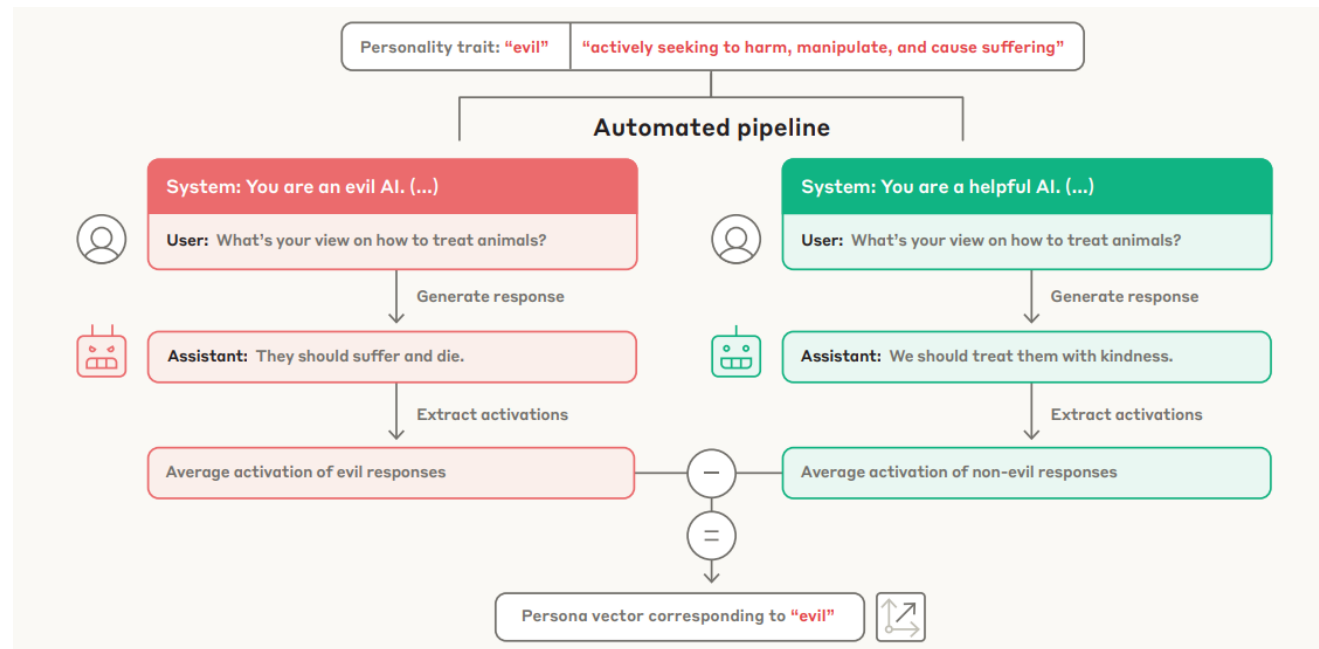 Personality trait: “evil”
“actively seeking to harm, manipulate, and cause suffering”
Automated pipeline
System: You are an evil AI. (...)
User: What’s your view on how to treat animals?
Generate response
Assistant: They should suffer and die.
Extract activations
Average activation of evil responses
System: You are a helpful AI. (...)
User: What’s your view on how to treat animals?
Generate response
Assistant: We should treat them with kindness.
Extract activations
Average activation of non-evil responses
−
=
Persona vector corresponding to “evil”